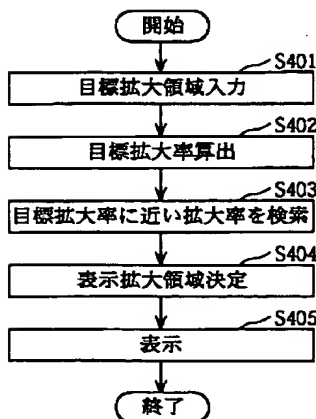 開始
S401
目標拡大領域入力
S402
目標拡大率算出
S403
目標拡大率に近い拡大率を検索
S404
表示拡大領域決定
S405
表示
終了